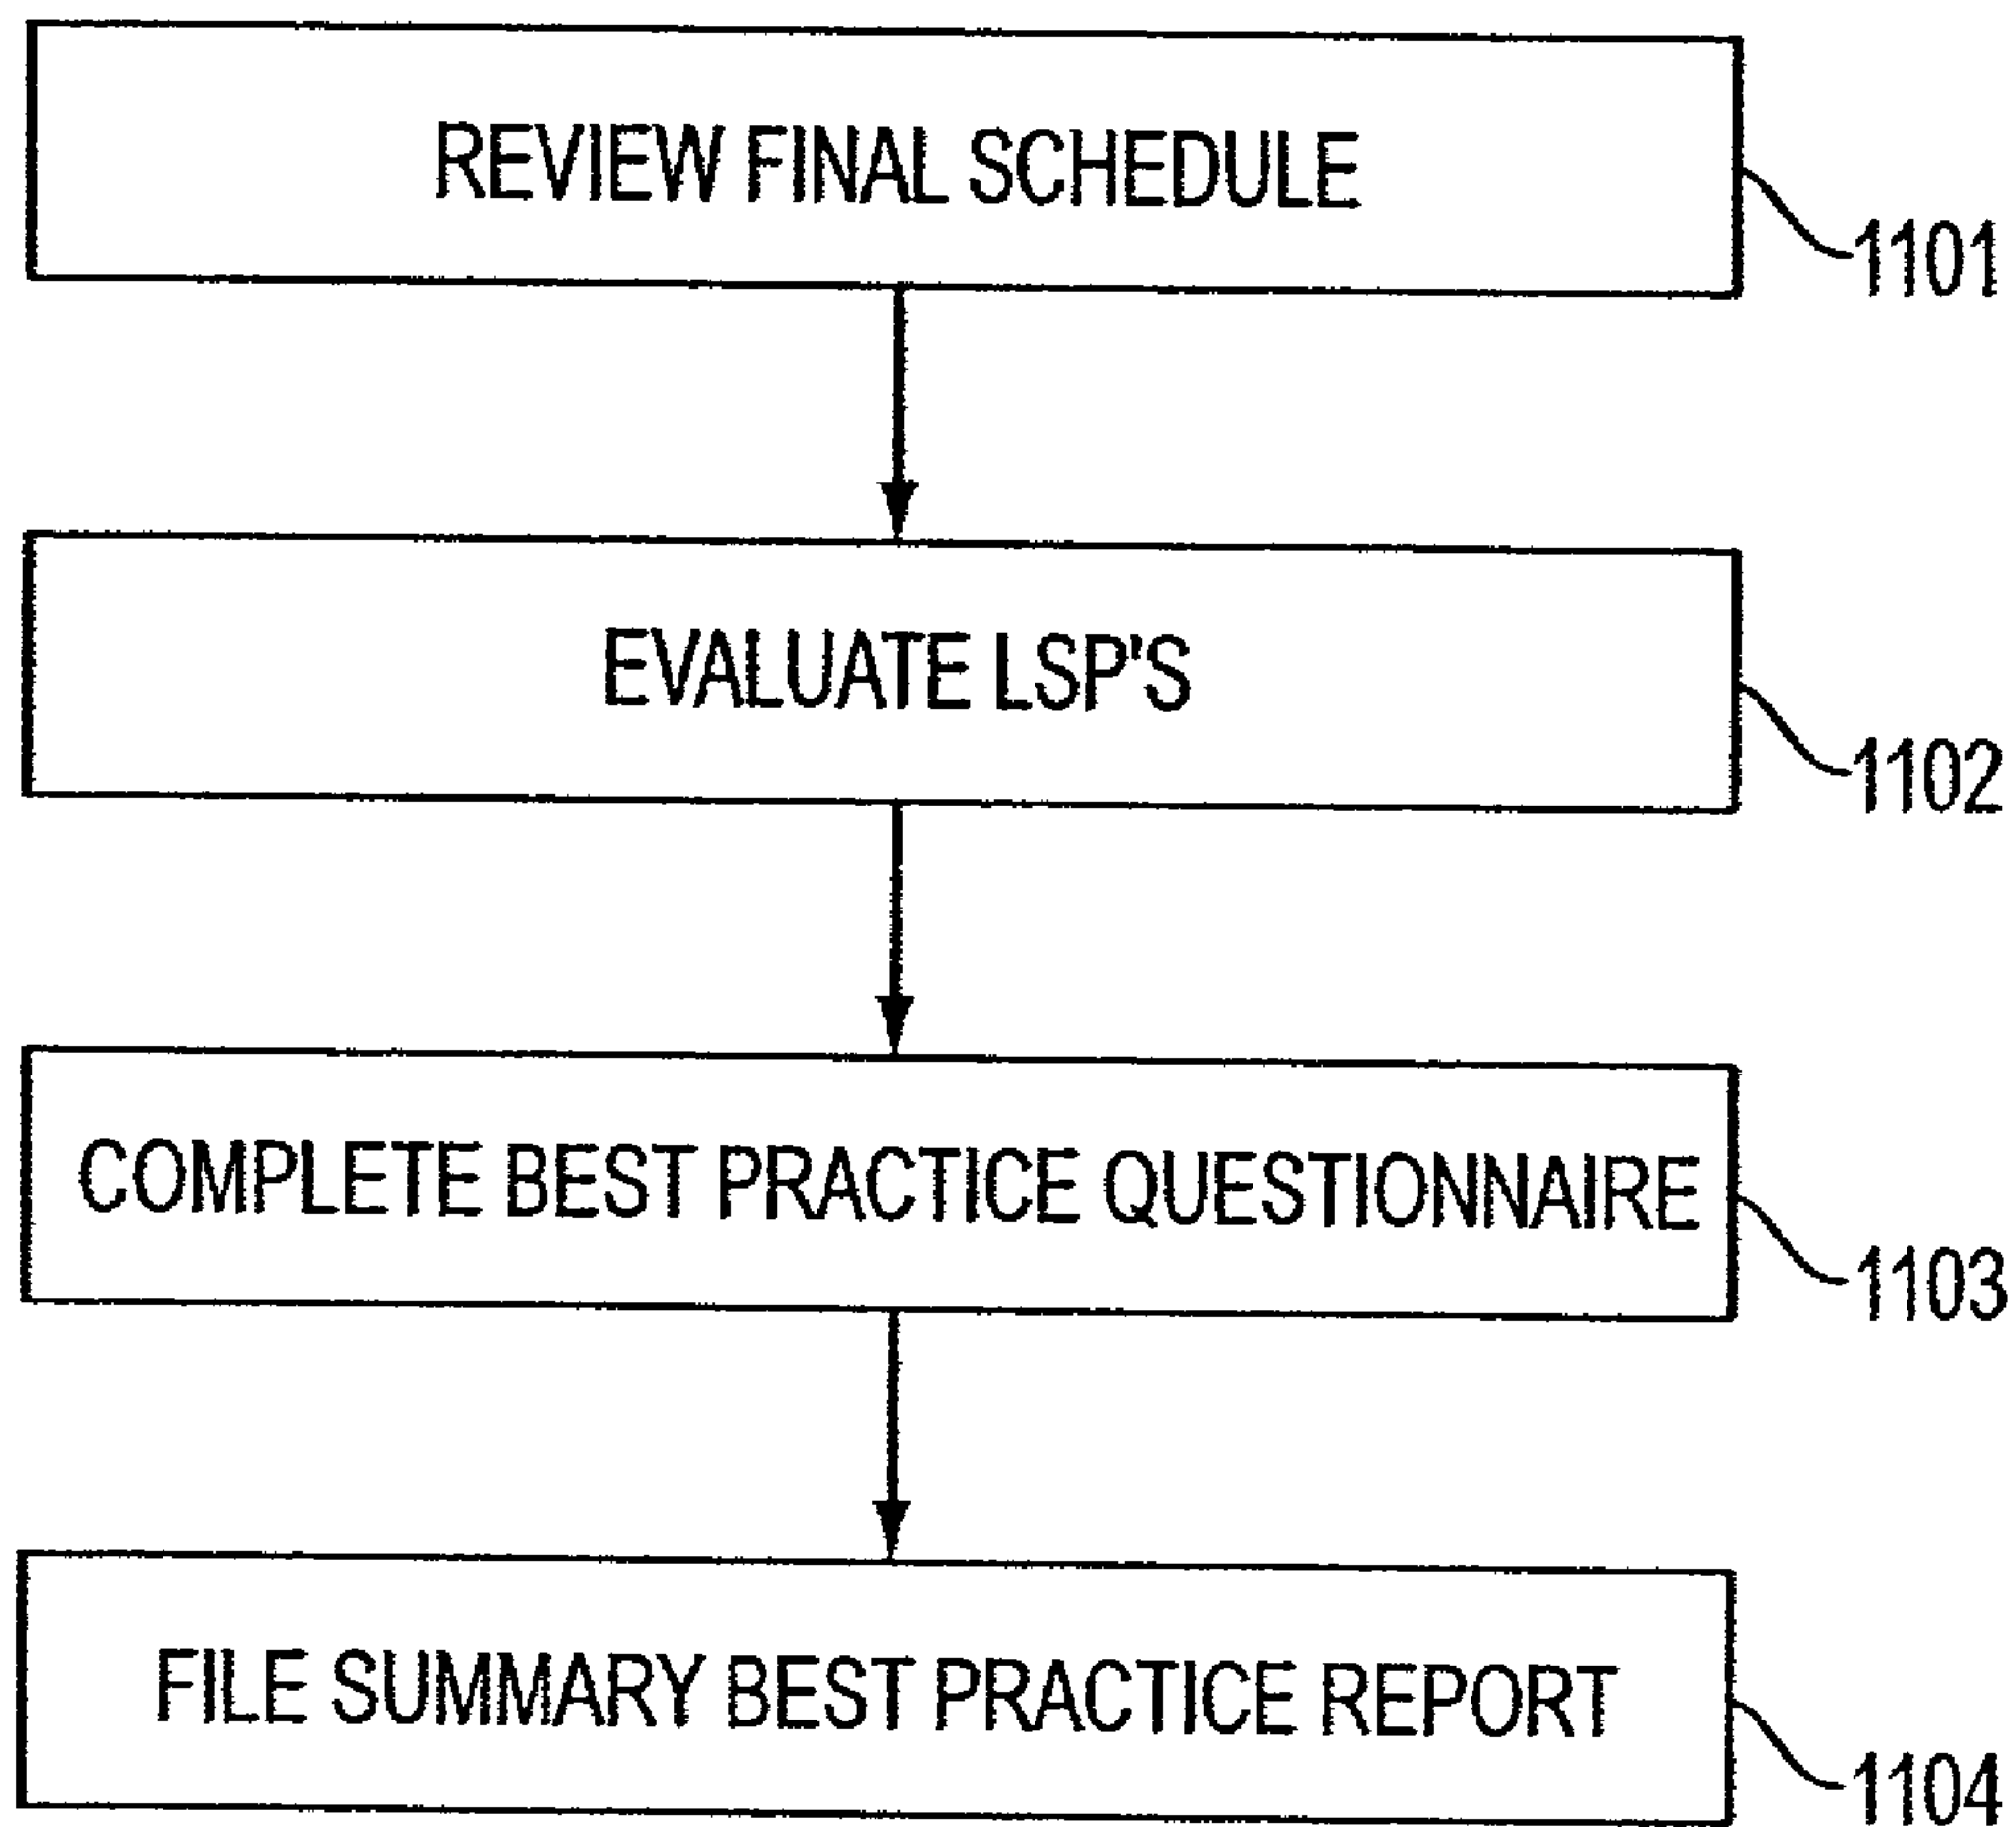 REVIEW FINAL SCHEDULE
1101
EVALUATE LSP'S
1102
COMPLETE BEST PRACTICE QUESTIONNAIRE
1103
FILE SUMMARY BEST PRACTICE REPORT
1104